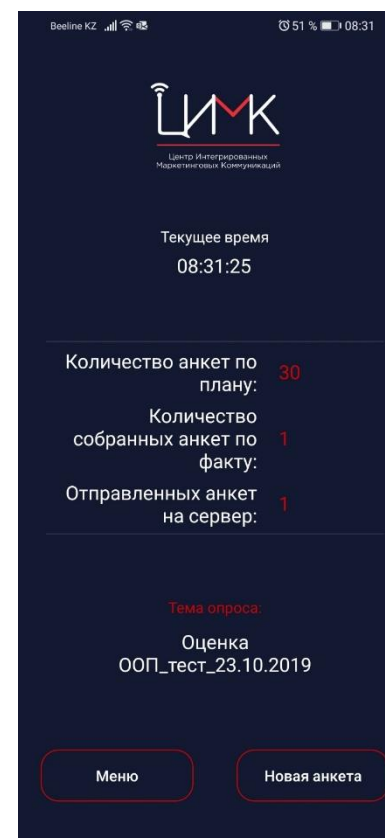 Beeline KZ 51 % 08:31
ЦИМК
Центр Интегрированных
Маркетинговых Коммуникаций
Текущее время
08:31:25
Количество анкет по
плану:
30
Количество
собранных анкет по
факту:
1
Отправленных анкет
на сервер:
1
Тема опроса:
Оценка
ООП_тест_23.10.2019
Меню
Новая анкета